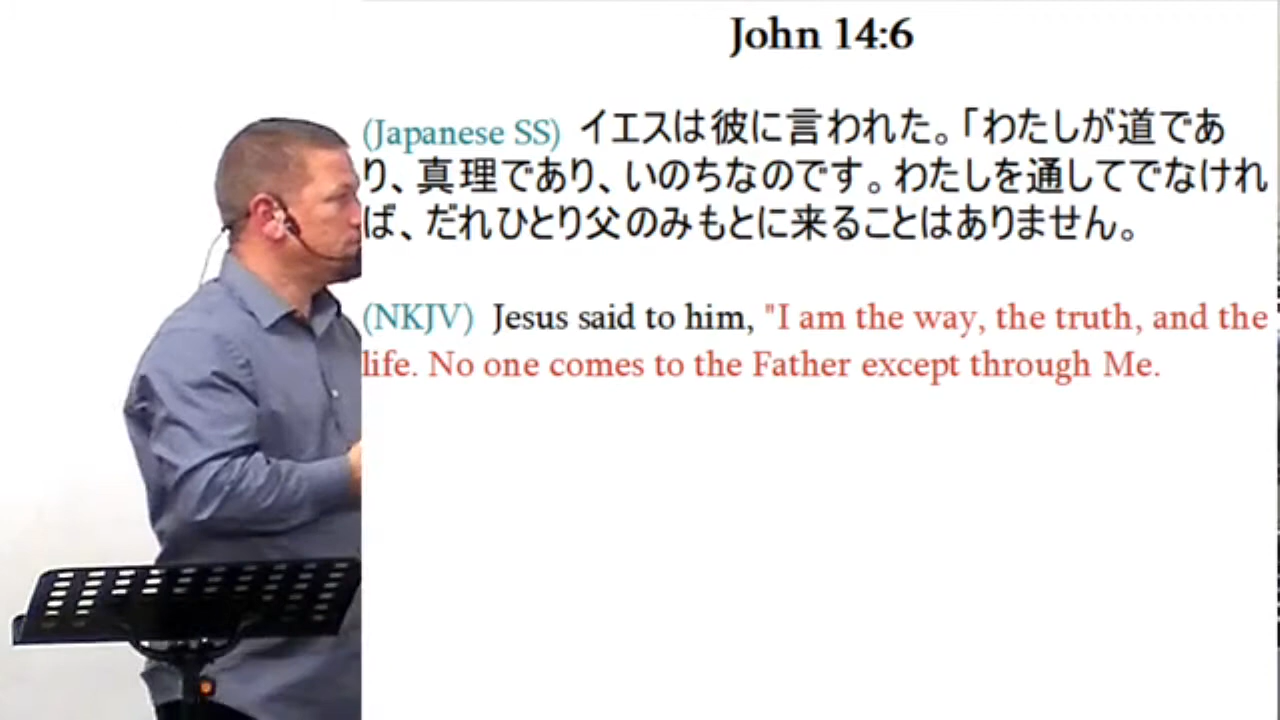 John 14:6
(Japanese SS) イエスは彼に言われた。「わたしが道であ
り、真理であり、いのちなのです。わたしを通してでなけれ
ば、だれひとり父のみもとに来ることはありません。
(NKJV) Jesus said to him, "I am the way, the truth, and the
life. No one comes to the Father except through Me.